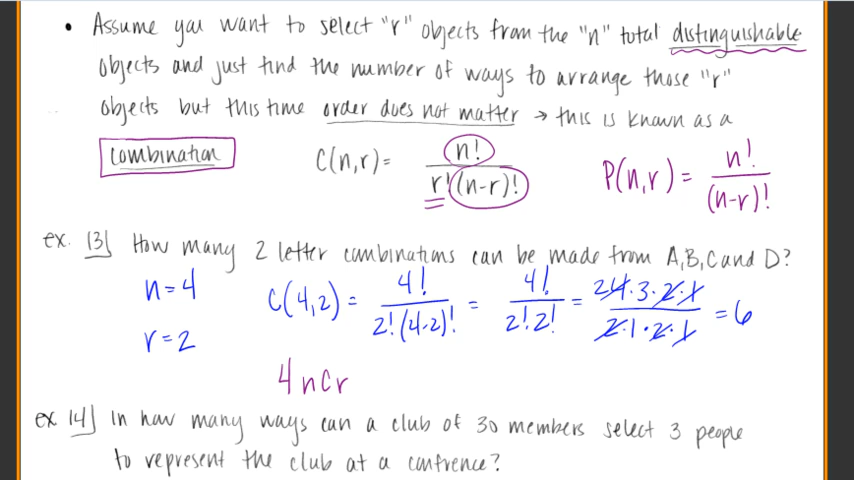 • Assume you want to select "r" objects from the "n" total distinguishable
objects and just find the number of ways to arrange those "r"
objects but this time order does not matter → this is known as a
combination C(n,r) = n! / r!(n-r)! P(n,r) = n! / (n-r)!
ex. 13] How many 2 letter combinations can be made from A,B,C and D?
n=4 C(4,2) = 4! / 2!(4-2)! = 4! / 2!2! = 24·3·2·1 / 2·1·2·1 = 6
r=2
4 nCr
ex 14] In how many ways can a club of 30 members select 3 people
to represent the club at a confrence?